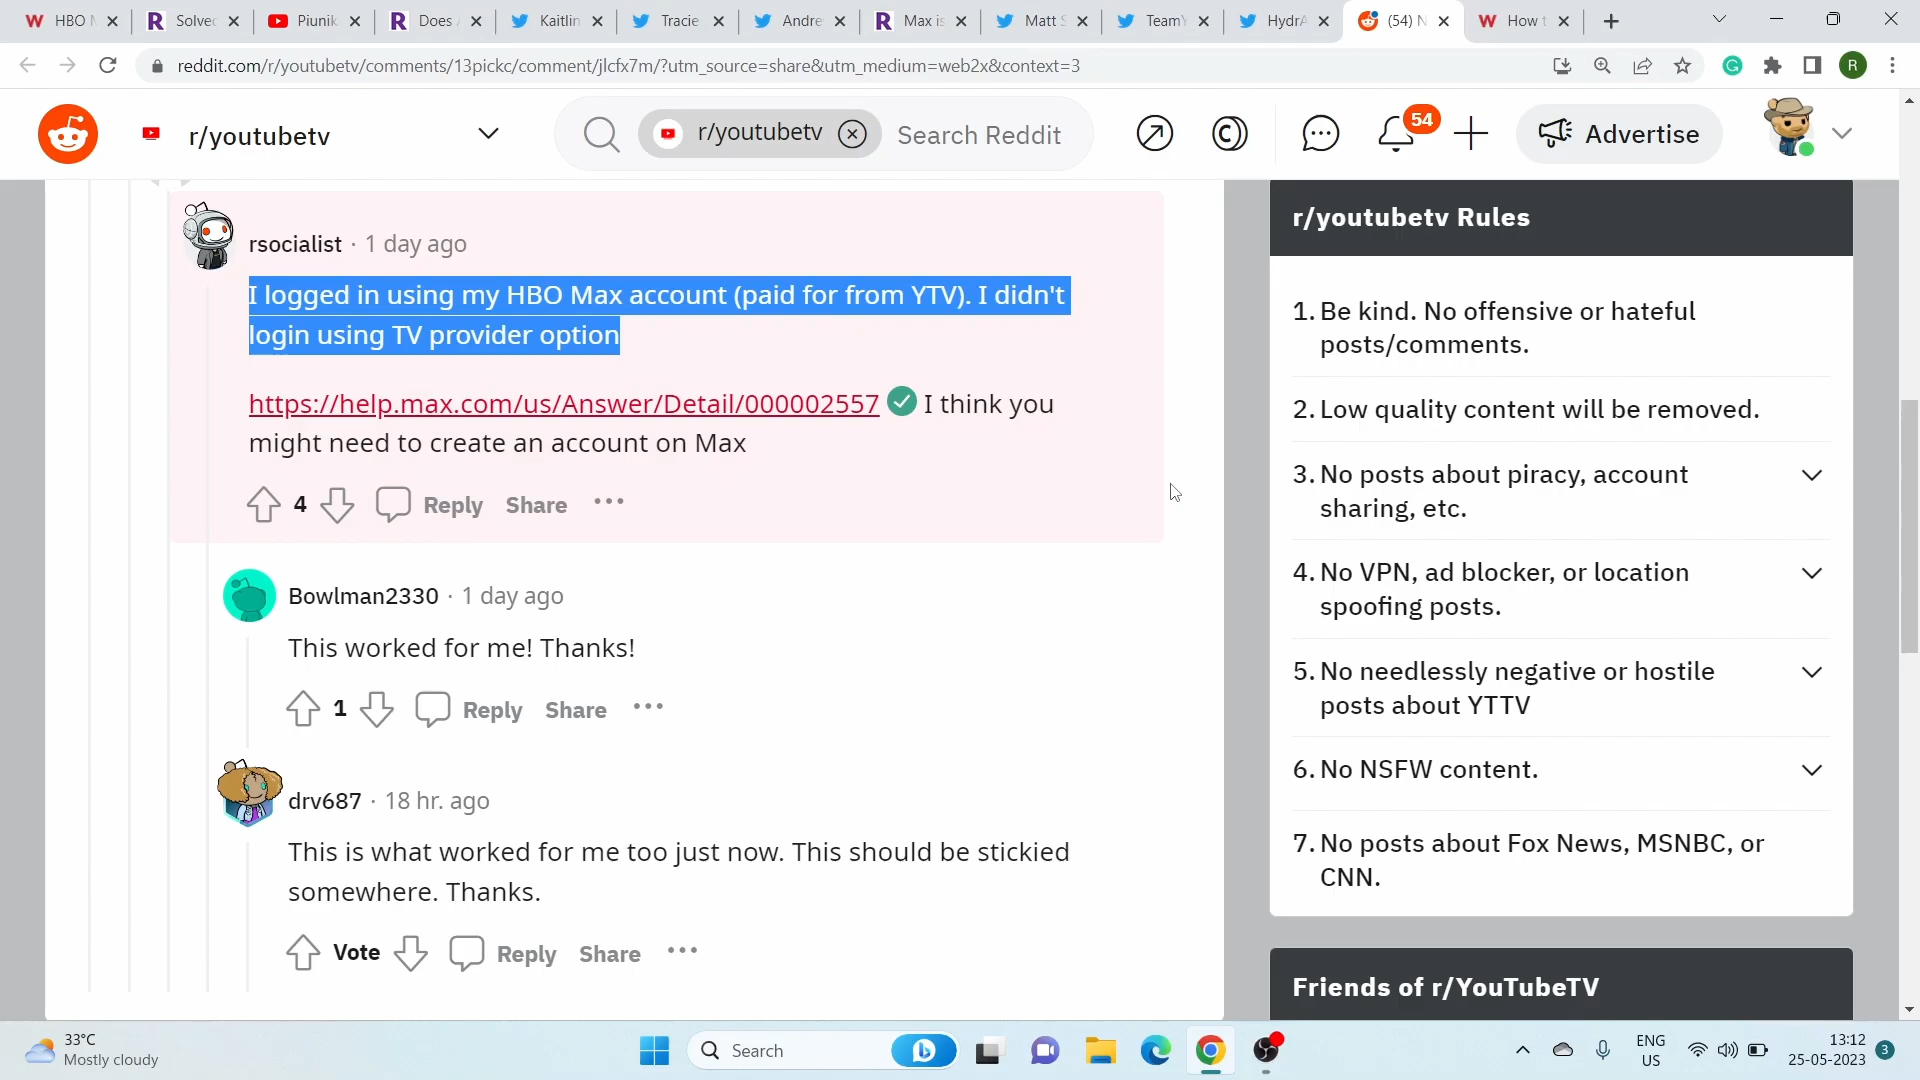 HBO M
Solved
Piunik
Does
Kaitlin
Tracie
Andre
Max is
Matt S
TeamY
HydrA
(54) N
How t
reddit.com/r/youtubetv/comments/13pickc/comment/jlcfx7m/?utm_source=share&utm_medium=web2x&context=3
R
r/youtubetv
r/youtubetv
Search Reddit
54
Advertise
rsocialist · 1 day ago
I logged in using my HBO Max account (paid for from YTV). I didn't
login using TV provider option
https://help.max.com/us/Answer/Detail/000002557 I think you
might need to create an account on Max
4 Reply Share
Bowlman2330 · 1 day ago
This worked for me! Thanks!
1 Reply Share
drv687 · 18 hr. ago
This is what worked for me too just now. This should be stickied
somewhere. Thanks.
Vote Reply Share
r/youtubetv Rules
1. Be kind. No offensive or hateful
posts/comments.
2. Low quality content will be removed.
3. No posts about piracy, account
sharing, etc.
4. No VPN, ad blocker, or location
spoofing posts.
5. No needlessly negative or hostile
posts about YTTV
6. No NSFW content.
7. No posts about Fox News, MSNBC, or
CNN.
Friends of r/YouTubeTV
33°C
Mostly cloudy
Search
ENG
US
13:12
25-05-2023
3